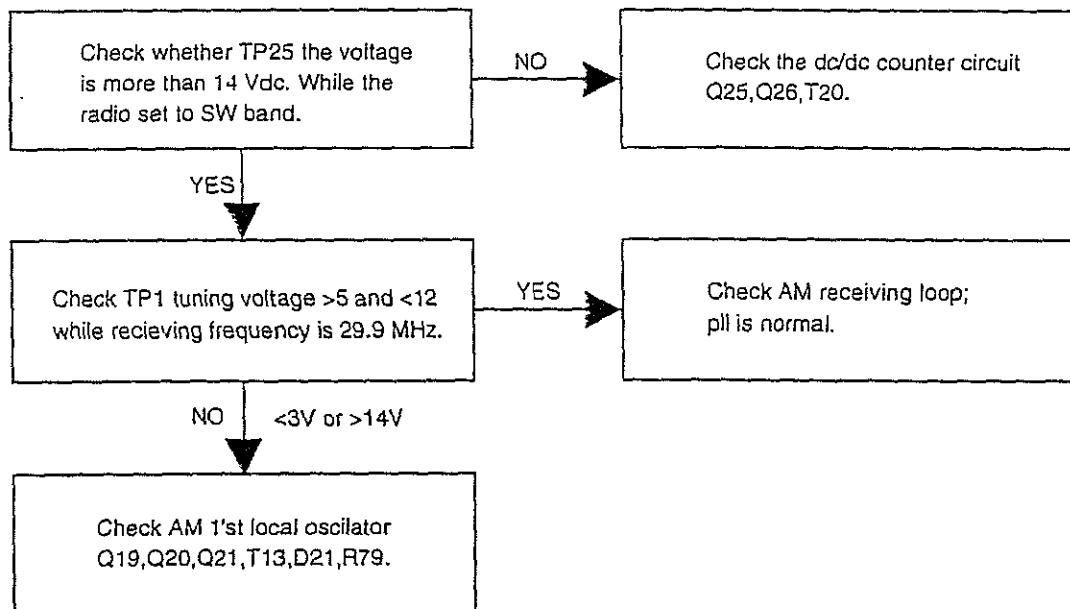 Check whether TP25 the voltage
is more than 14 Vdc. While the
radio set to SW band.
NO
Check the dc/dc counter circuit
Q25,Q26,T20.
YES
Check TP1 tuning voltage >5 and <12
while recieving frequency is 29.9 MHz.
YES
Check AM receiving loop;
pll is normal.
NO <3V or >14V
Check AM 1'st local oscilator
Q19,Q20,Q21,T13,D21,R79.